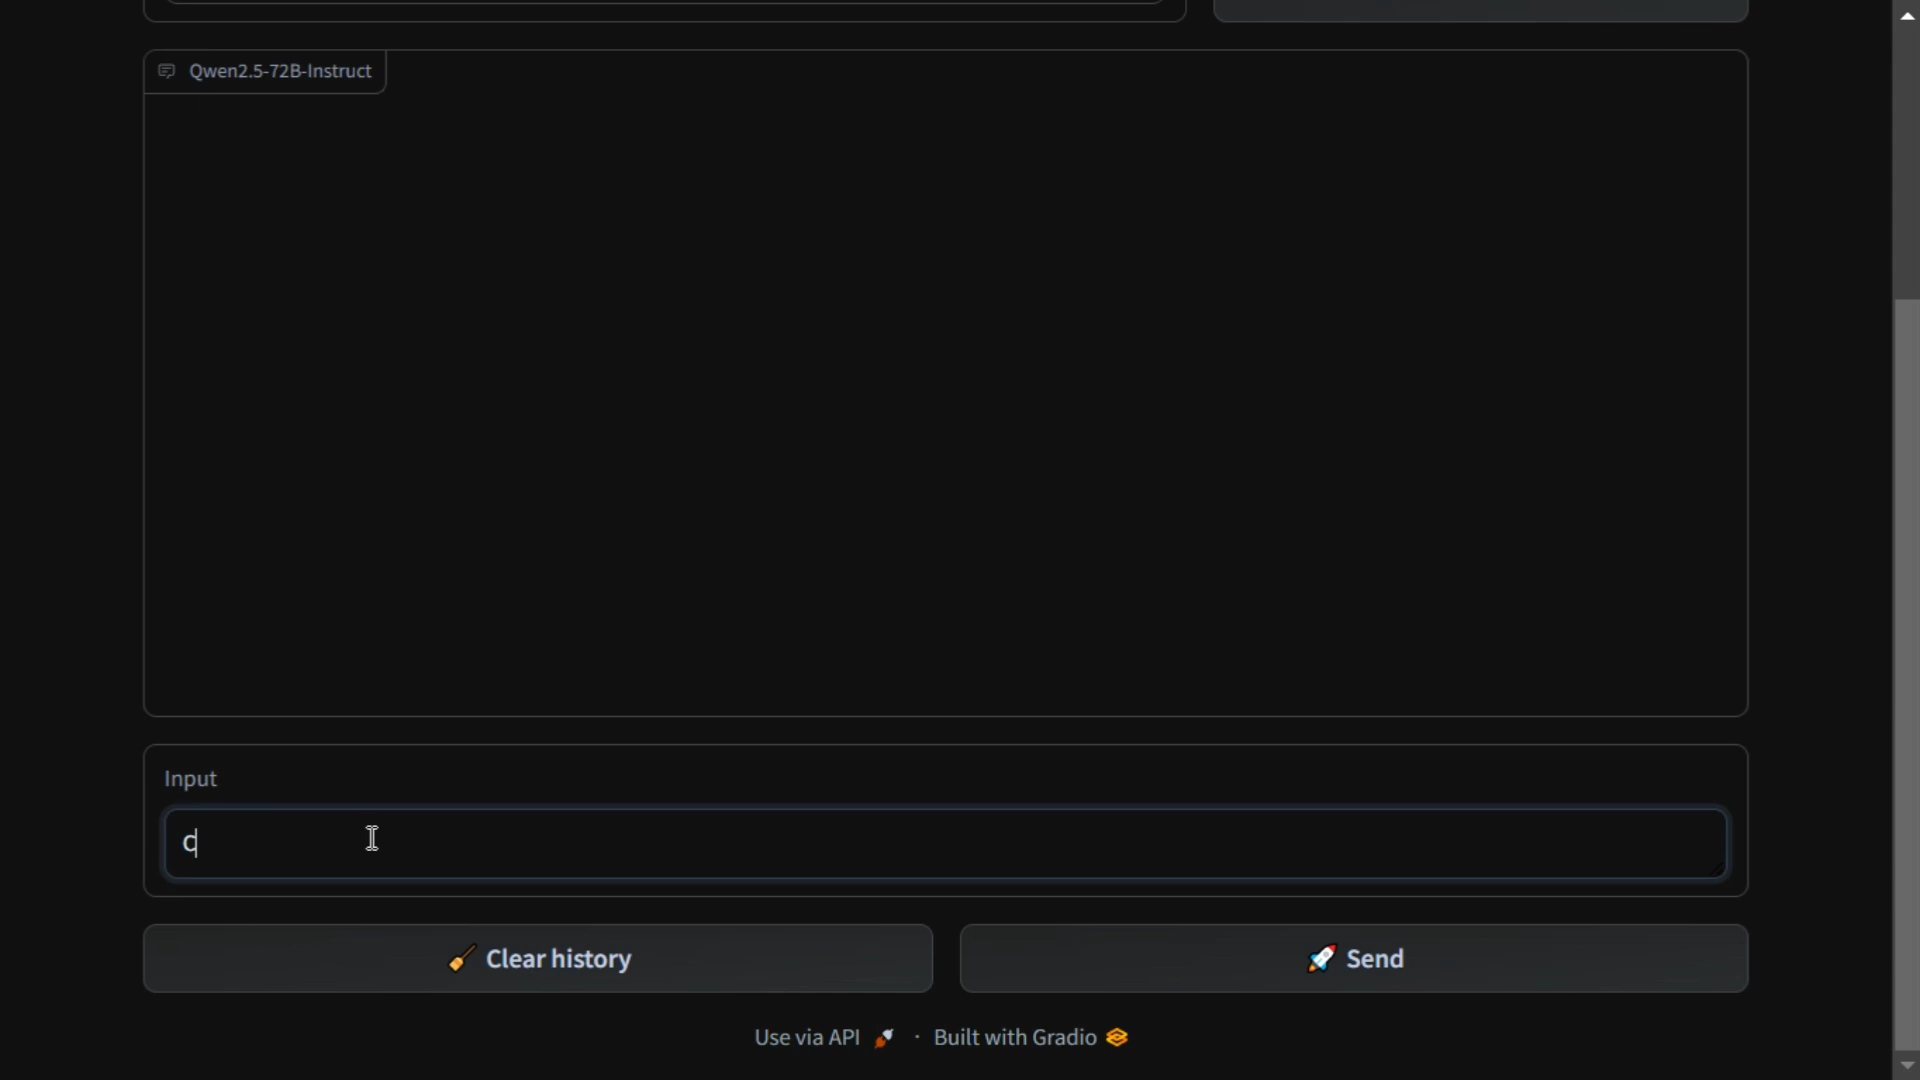 Qwen2.5-72B-Instruct
Input
c
Clear history
Send
Use via API · Built with Gradio